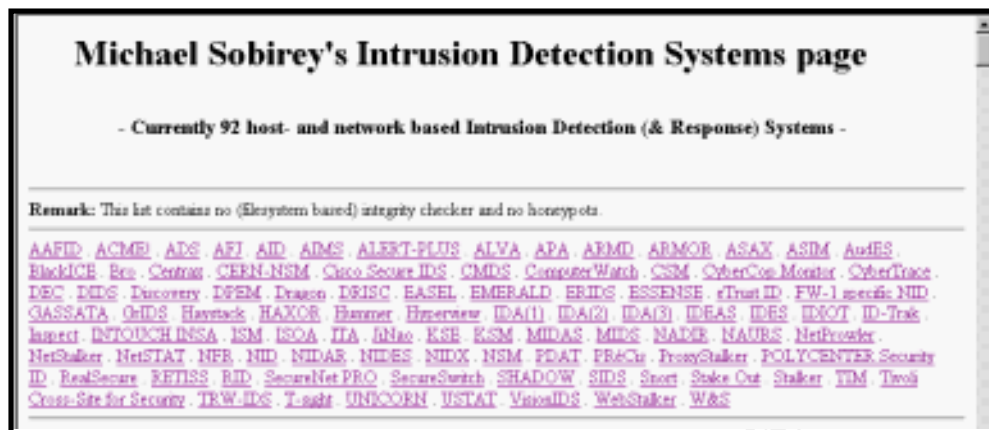 Michael Sobirey's Intrusion Detection Systems page
- Currently 92 host- and network based Intrusion Detection (& Response) Systems -
Remark: This list contains no (filesystem based) integrity checker and no honeypots.
AAFID . ACME! . ADS . AFJ . AID . AIMS . ALERT-PLUS . ALVA . APA . ARMD . ARMOR . ASAX . ASIM . AudES .
BlackICE . Bro . Centrax . CERN-NSM . Cisco Secure IDS . CMDS . ComputerWatch . CSM . CyberCop Monitor . CyberTrace .
DEC . DIDS . Discovery . DPEM . Dragon . DRISC . EASEL . EMERALD . ERIDS . ESSENSE . eTrust ID . FW-1 specific NID .
GASSATA . GrIDS . Haystack . HAXOR . Hummer . Hyperview . IDA(1) . IDA(2) . IDA(3) . IDEAS . IDES . IDIOT . ID-Trak .
Inspect . INTOUCH INSA . ISM . ISOA . ITA . JiNao . KSE . KSM . MIDAS . MIDS . NADIR . NAURS . NetProwler .
NetStalker . NetSTAT . NFR . NID . NIDAR . NIDES . NIDX . NSM . PDAT . PRéCis . ProxyStalker . POLYCENTER Security
ID . RealSecure . RETISS . RID . SecureNet PRO . SecureSwitch . SHADOW . SIDS . Snort . Stake Out . Stalker . TIM . Tivoli
Cross-Site for Security . TRW-IDS . T-sight . UNICORN . USTAT . VisionIDS . WebStalker . W&S